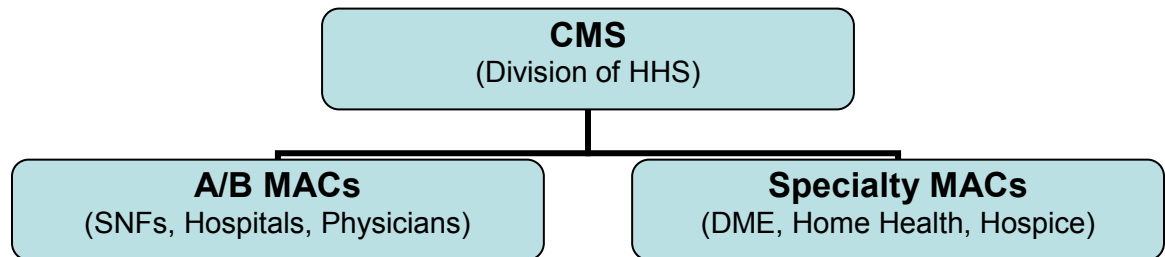 CMS
(Division of HHS)
A/B MACs
(SNFs, Hospitals, Physicians)
Specialty MACs
(DME, Home Health, Hospice)